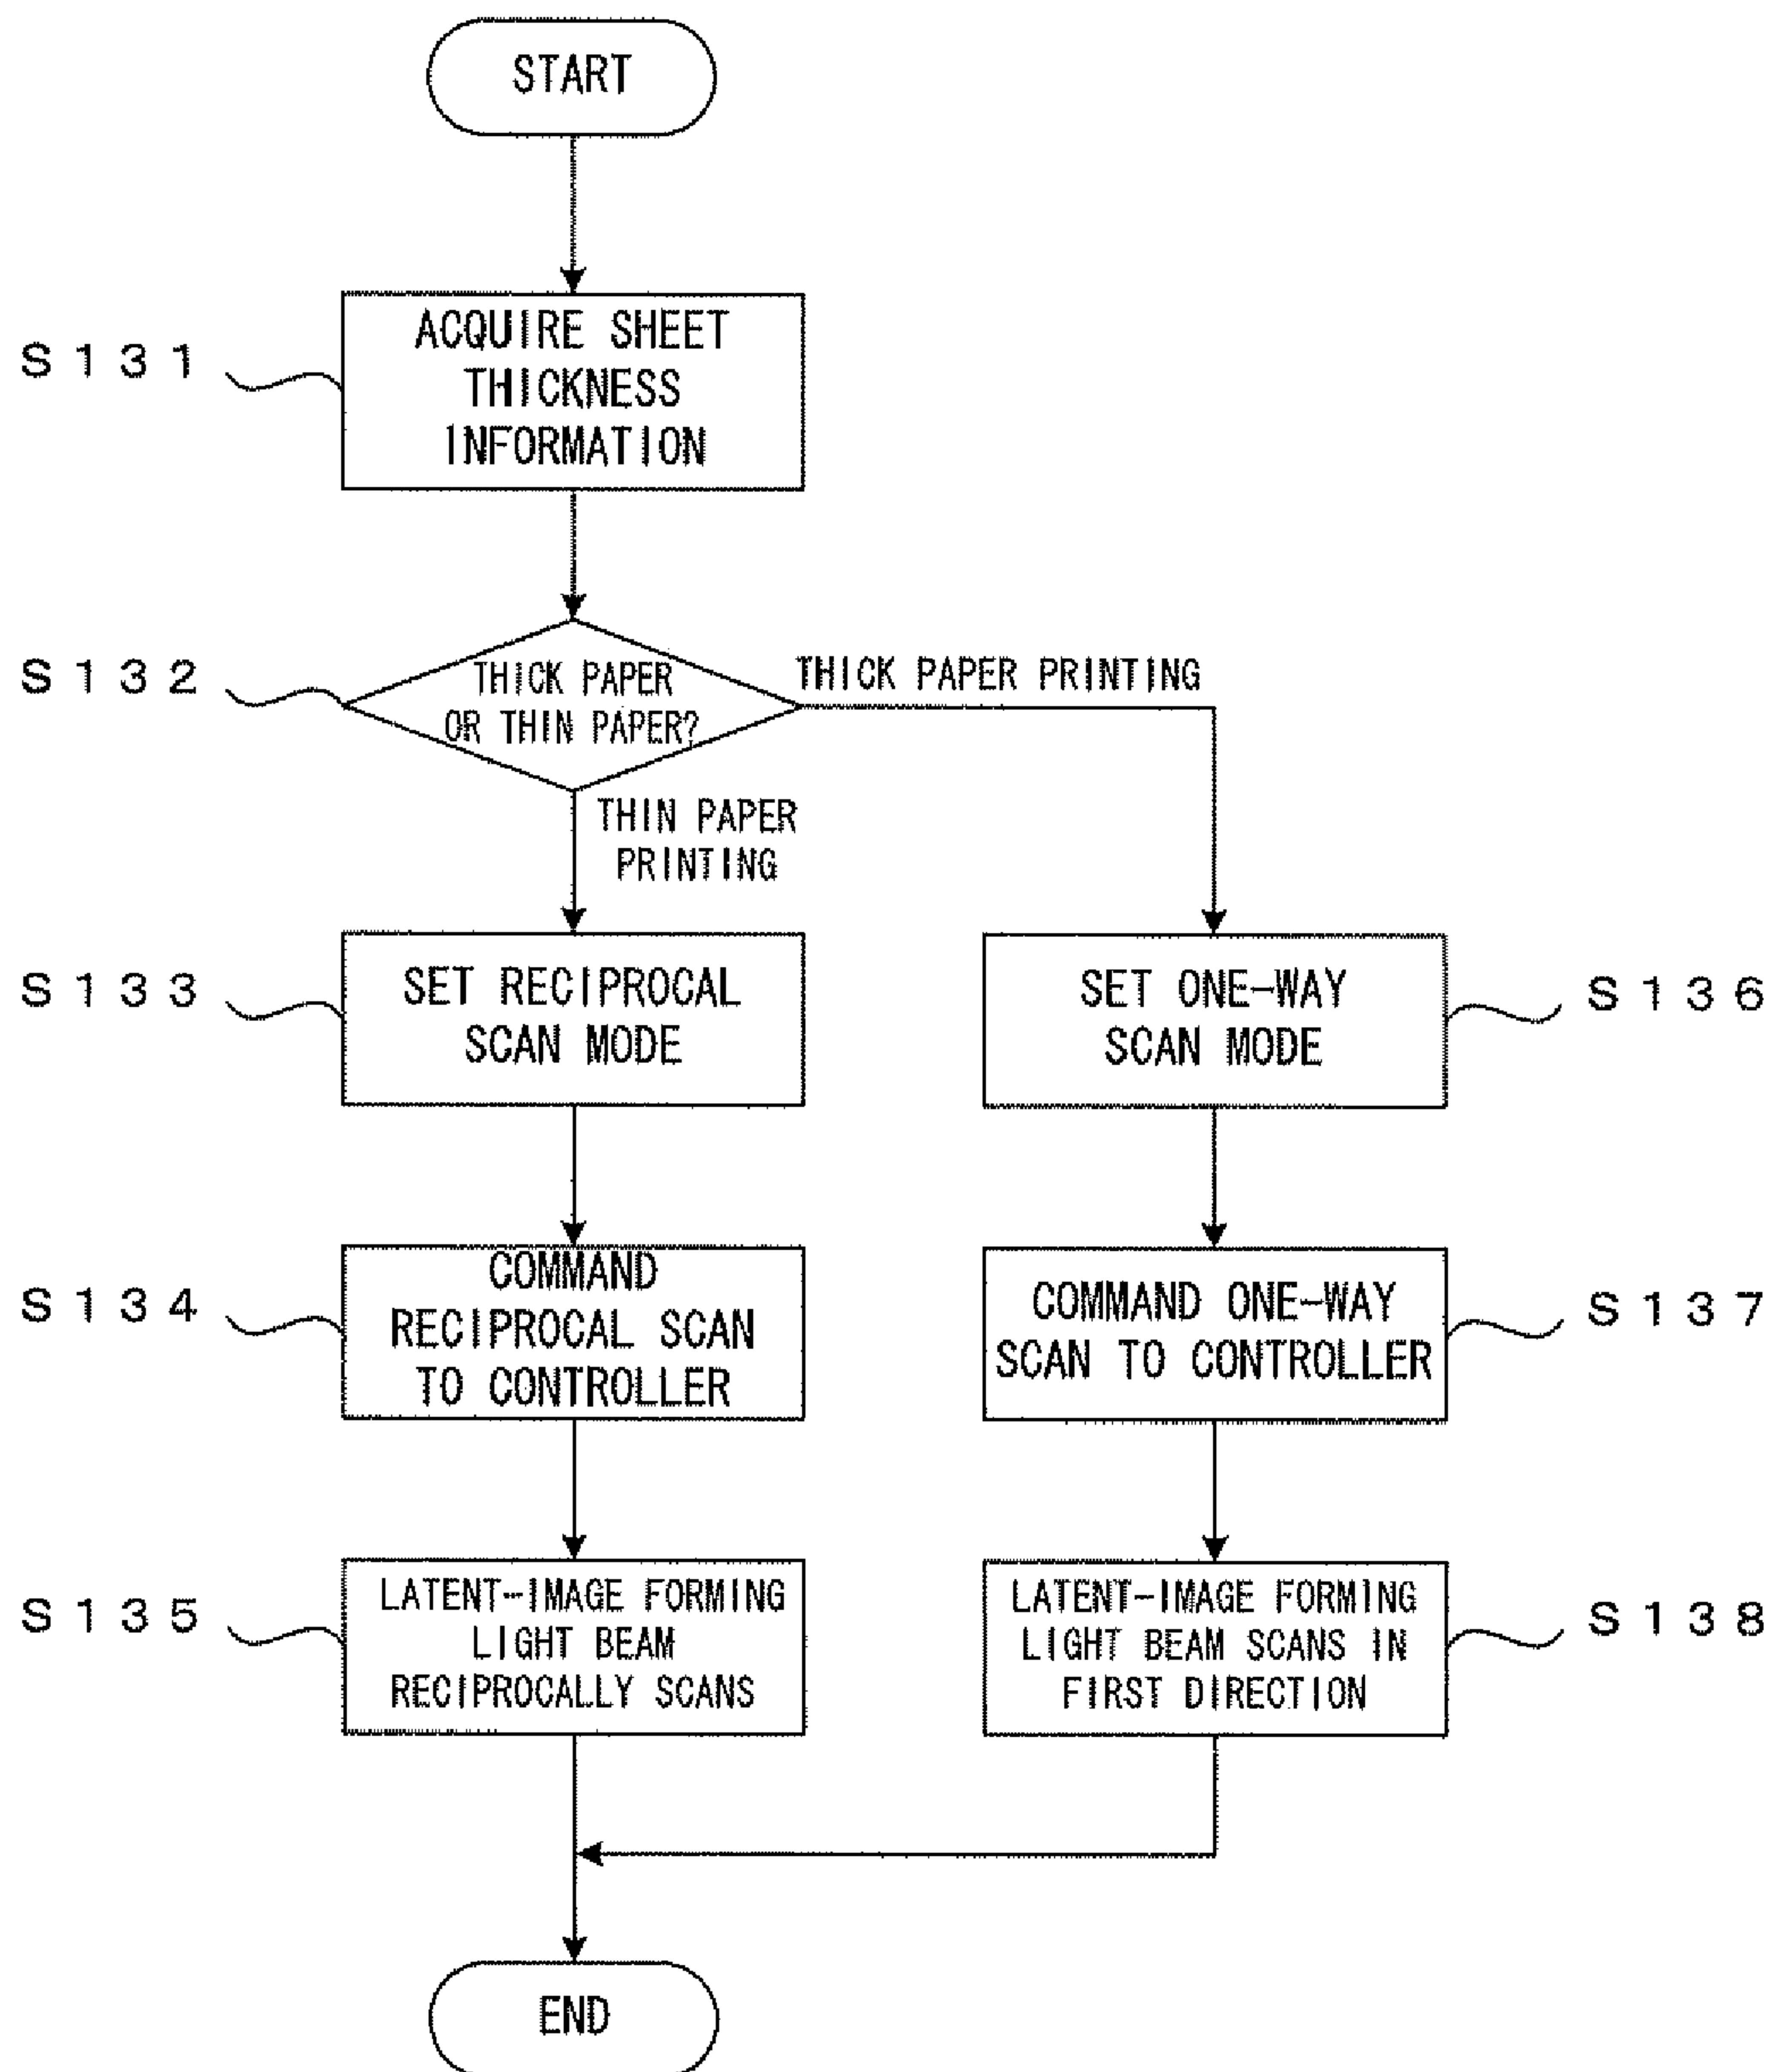 START
S131
ACQUIRE SHEET
THICKNESS
INFORMATION
S132
THICK PAPER
OR THIN PAPER?
THICK PAPER PRINTING
THIN PAPER
PRINTING
S133
SET RECIPROCAL
SCAN MODE
SET ONE-WAY
SCAN MODE
S136
S134
COMMAND
RECIPROCAL SCAN
TO CONTROLLER
COMMAND ONE-WAY
SCAN TO CONTROLLER
S137
S135
LATENT-IMAGE FORMING
LIGHT BEAM
RECIPROCALLY SCANS
LATENT-IMAGE FORMING
LIGHT BEAM SCANS IN
FIRST DIRECTION
S138
END